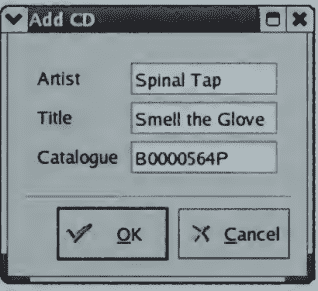 Add CD
Artist Spinal Tap
Title Smell the Glove
Catalogue B0000564P
OK Cancel